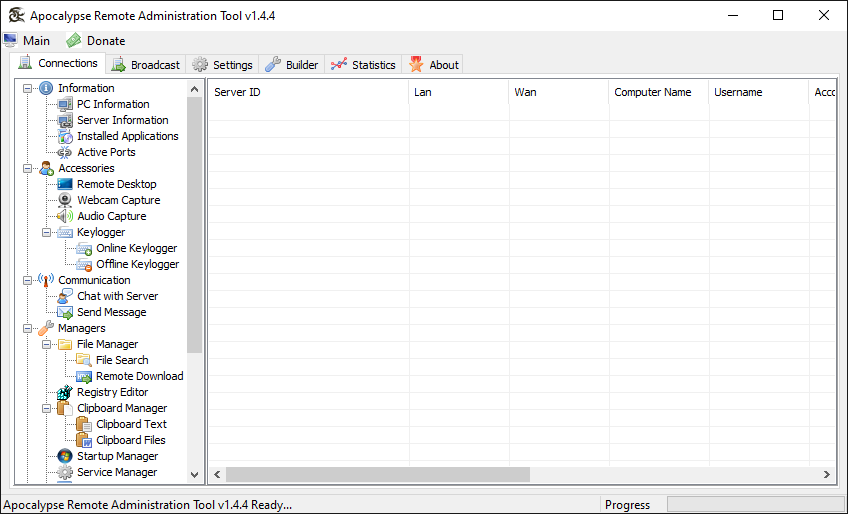 Apocalypse Remote Administration Tool v1.4.4
Main Donate
Connections Broadcast Settings Builder Statistics About
Information
PC Information
Server Information
Installed Applications
Active Ports
Accessories
Remote Desktop
Webcam Capture
Audio Capture
Keylogger
Online Keylogger
Offline Keylogger
Communication
Chat with Server
Send Message
Managers
File Manager
File Search
Remote Download
Registry Editor
Clipboard Manager
Clipboard Text
Clipboard Files
Startup Manager
Service Manager
Server ID Lan Wan Computer Name Username Acco
Apocalypse Remote Administration Tool v1.4.4 Ready... Progress